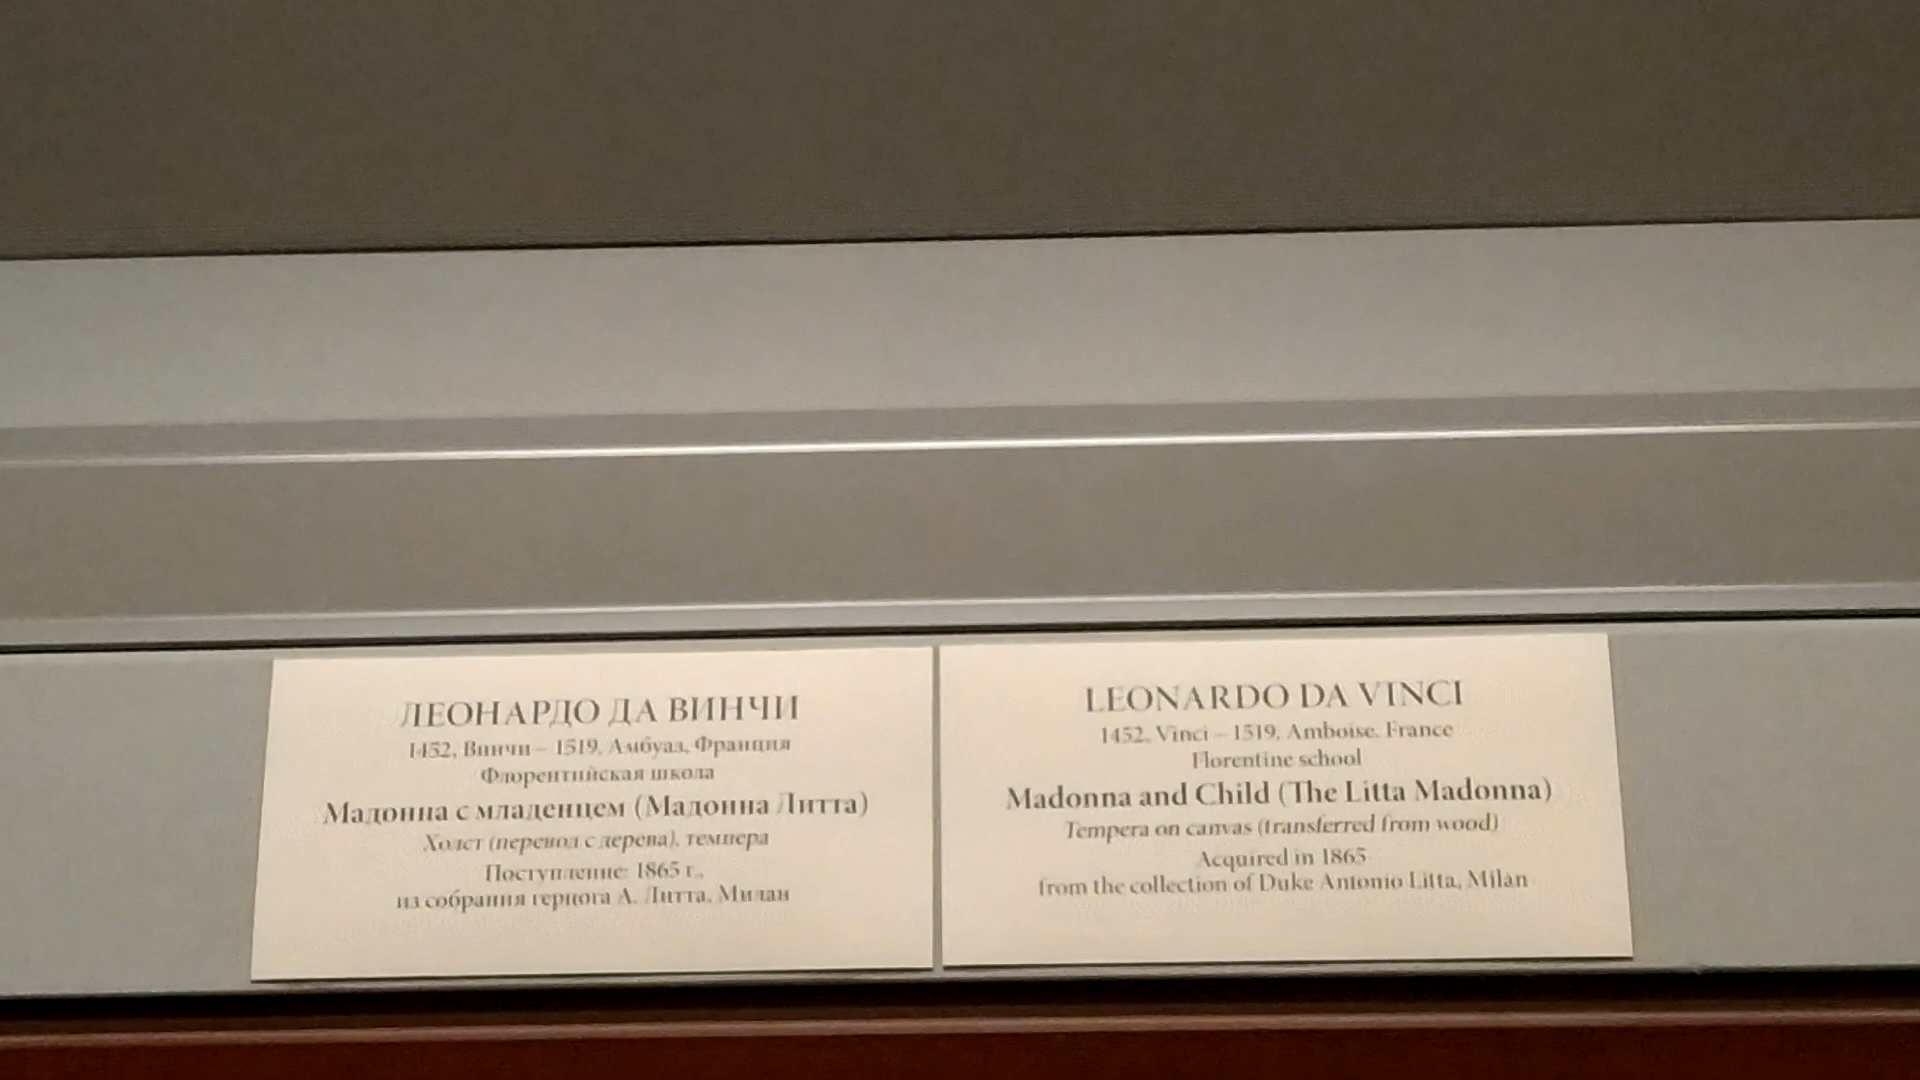 ЛЕОНАРДО ДА ВИНЧИ
1452, Винчи – 1519, Амбуаз, Франция
Флорентийская школа
Мадонна с младенцем (Мадонна Литта)
Холст (перевод с дерева), темпера
Поступление: 1865 г.,
из собрания герцога А. Литта, Милан
LEONARDO DA VINCI
1452, Vinci – 1519, Amboise, France
Florentine school
Madonna and Child (The Litta Madonna)
Tempera on canvas (transferred from wood)
Acquired in 1865
from the collection of Duke Antonio Litta, Milan